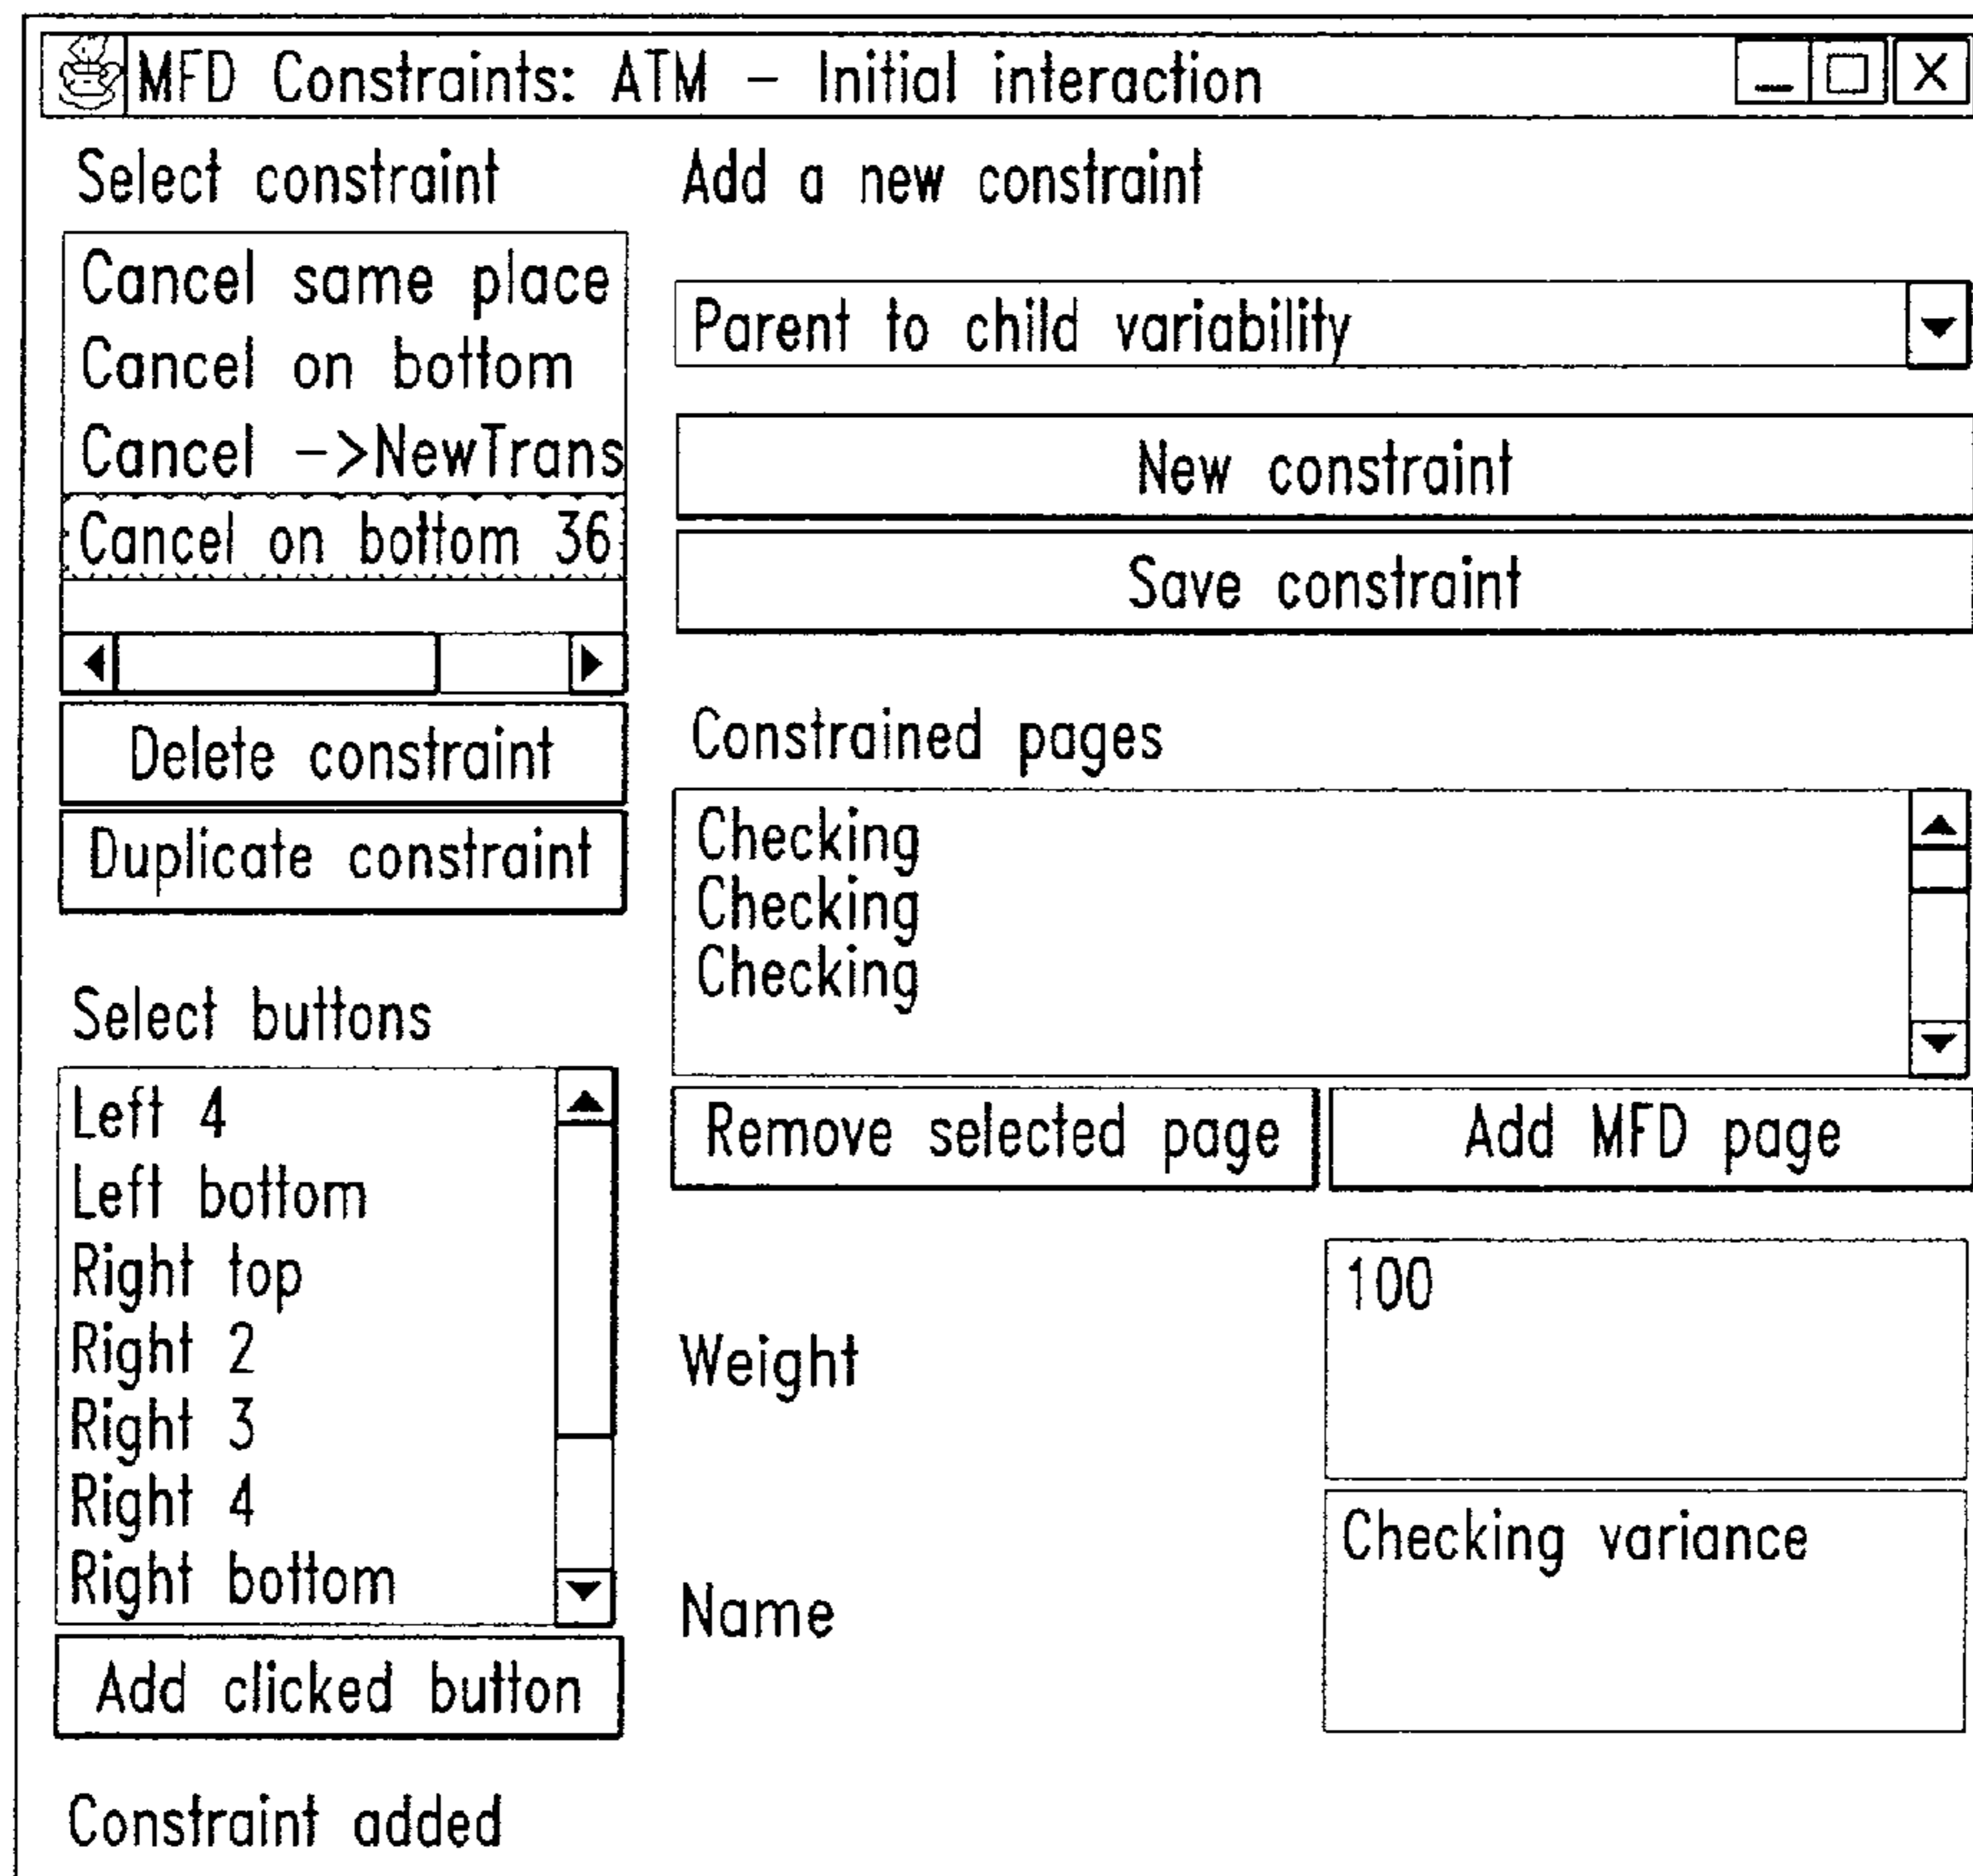 MFD Constraints: ATM – Initial interaction
Select constraint
Cancel same place
Cancel on bottom
Cancel –>NewTrans
Cancel on bottom 36
Delete constraint
Duplicate constraint
Select buttons
Left 4
Left bottom
Right top
Right 2
Right 3
Right 4
Right bottom
Add clicked button
Constraint added
Add a new constraint
Parent to child variability
New constraint
Save constraint
Constrained pages
Checking
Checking
Checking
Remove selected page
Add MFD page
Weight
100
Name
Checking variance